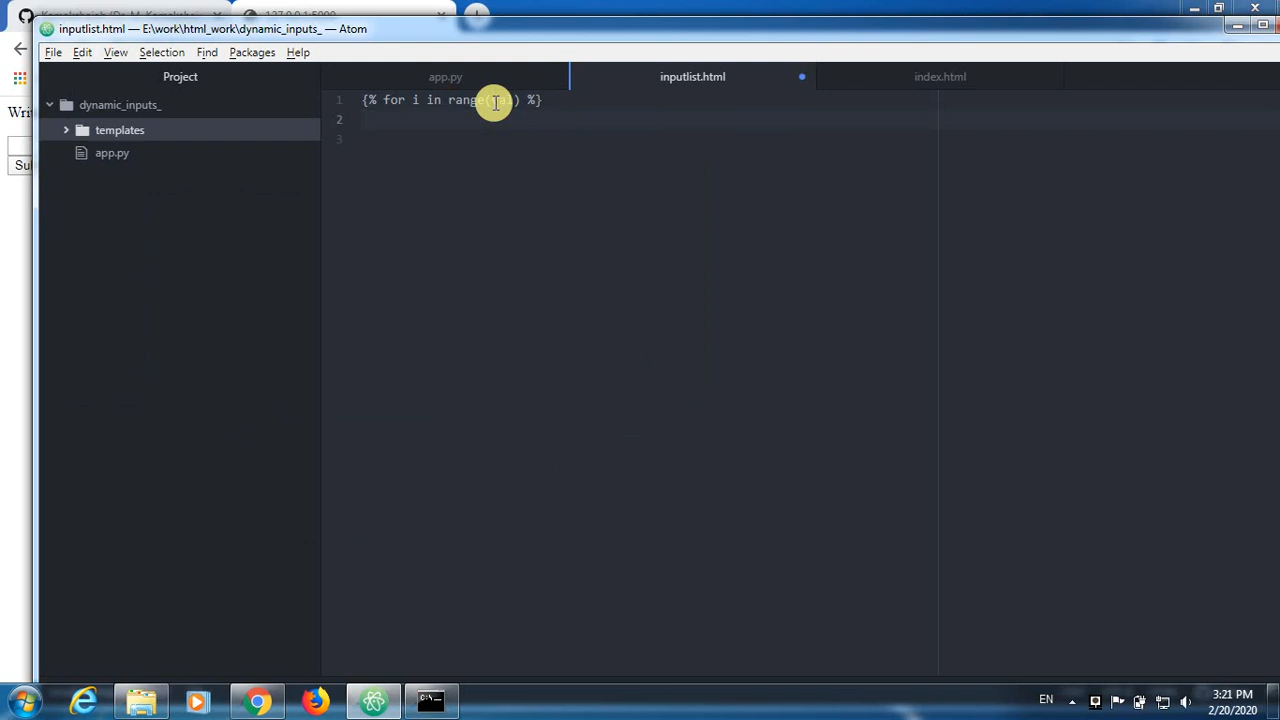 inputlist.html — E:\work\html_work\dynamic_inputs_ — Atom
File Edit View Selection Find Packages Help
Project
app.py
inputlist.html
index.html
dynamic_inputs_
templates
app.py
1 {% for i in range( ) %}
2
3
EN
3:21 PM
2/20/2020